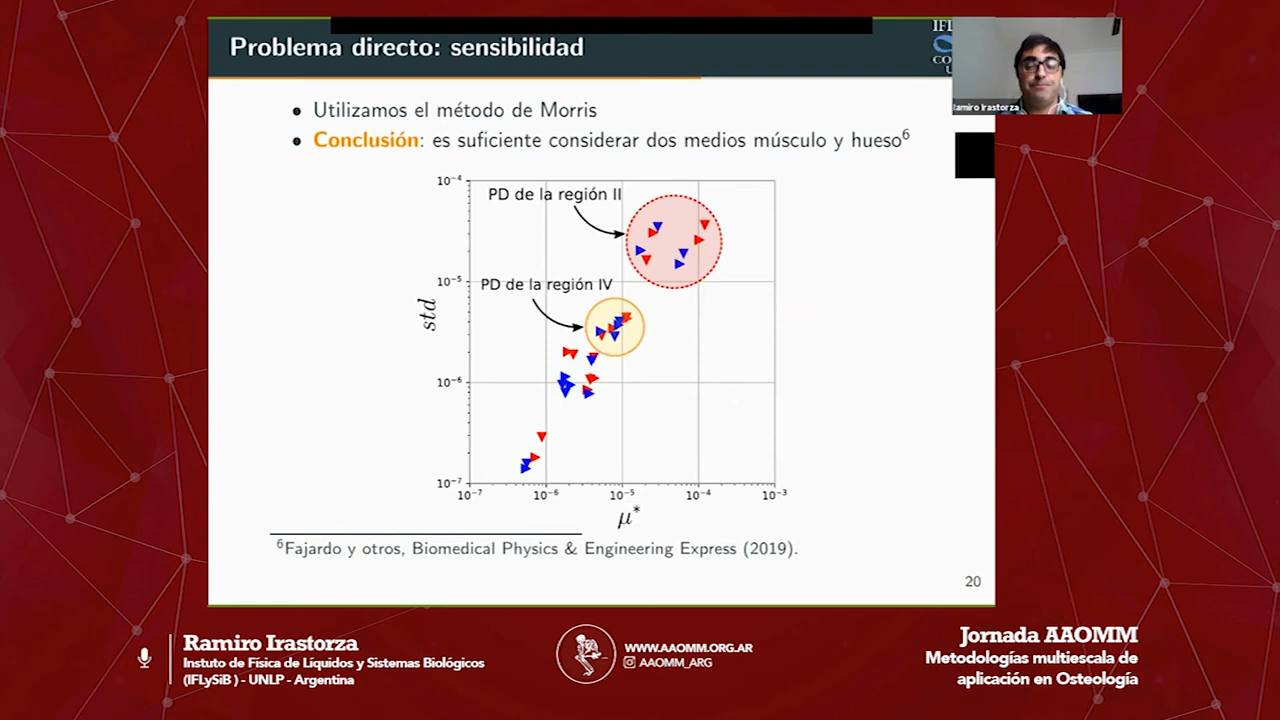 Problema directo: sensibilidad
Ramiro Irastorza
• Utilizamos el método de Morris
• Conclusión: es suficiente considerar dos medios músculo y hueso⁶
10⁻⁴
PD de la región II
10⁻⁵
PD de la región IV
std
10⁻⁶
10⁻⁷
10⁻⁷ 10⁻⁶ 10⁻⁵ 10⁻⁴ 10⁻³
μ*
⁶Fajardo y otros, Biomedical Physics & Engineering Express (2019).
20
Ramiro Irastorza
Instuto de Física de Líquidos y Sistemas Biológicos
(IFLySiB ) - UNLP - Argentina
WWW.AAOMM.ORG.AR
AAOMM_ARG
Jornada AAOMM
Metodologías multiescala de
aplicación en Osteología